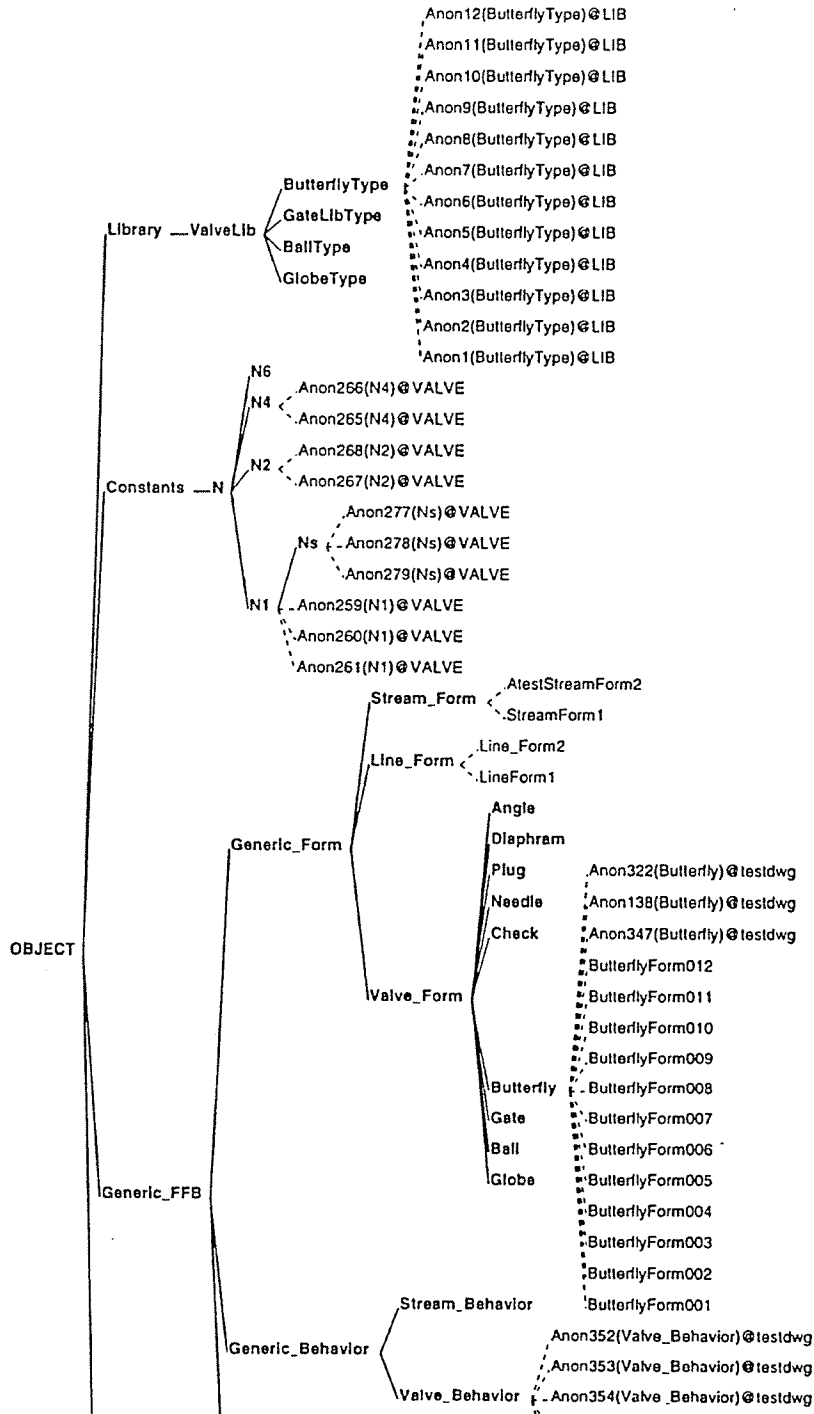 Anon12(ButterflyType)@LIB
Anon11(ButterflyType)@LIB
Anon10(ButterflyType)@LIB
Anon9(ButterflyType)@LIB
Anon8(ButterflyType)@LIB
Anon7(ButterflyType)@LIB
ButterflyType
Anon6(ButterflyType)@LIB
GateLibType
Library ValveLib
Anon5(ButterflyType)@LIB
BallType
Anon4(ButterflyType)@LIB
GlobeType
Anon3(ButterflyType)@LIB
Anon2(ButterflyType)@LIB
Anon1(ButterflyType)@LIB
N6
Anon266(N4)@VALVE
N4
Anon265(N4)@VALVE
Anon268(N2)@VALVE
N2
Anon267(N2)@VALVE
Constants N
Anon277(Ns)@VALVE
Ns
Anon278(Ns)@VALVE
Anon279(Ns)@VALVE
N1
Anon259(N1)@VALVE
Anon260(N1)@VALVE
Anon261(N1)@VALVE
AtestStreamForm2
Stream_Form
StreamForm1
Line_Form2
Line_Form
LineForm1
Angle
Diaphram
Generic_Form
Plug
Anon322(Butterfly)@testdwg
Needle
Anon138(Butterfly)@testdwg
Check
Anon347(Butterfly)@testdwg
OBJECT
ButterflyForm012
Valve_Form
ButterflyForm011
ButterflyForm010
ButterflyForm009
Butterfly
ButterflyForm008
Gate
ButterflyForm007
Ball
ButterflyForm006
Globe
ButterflyForm005
Generic_FFB
ButterflyForm004
ButterflyForm003
ButterflyForm002
Stream_Behavior
ButterflyForm001
Anon352(Valve_Behavior)@testdwg
Generic_Behavior
Anon353(Valve_Behavior)@testdwg
Valve_Behavior
Anon354(Valve_Behavior)@testdwg